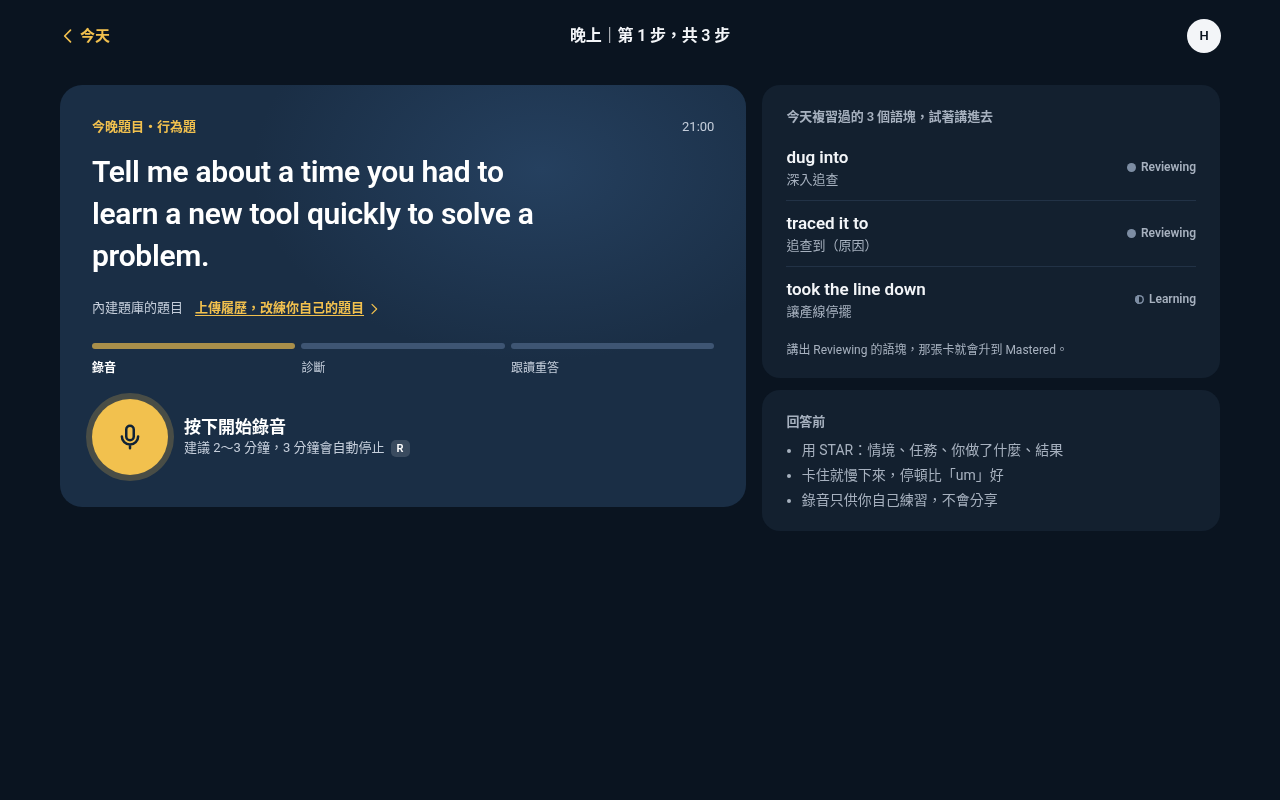 今天
晚上｜第 1 步，共 3 步
H
今晚題目・行為題
21:00
Tell me about a time you had to
learn a new tool quickly to solve a
problem.
內建題庫的題目 上傳履歷，改練你自己的題目
錄音
診斷
跟讀重答
按下開始錄音
建議 2～3 分鐘，3 分鐘會自動停止 R
今天複習過的 3 個語塊，試著講進去
dug into
深入追查
Reviewing
traced it to
追查到（原因）
Reviewing
took the line down
讓產線停擺
Learning
講出 Reviewing 的語塊，那張卡就會升到 Mastered。
回答前
• 用 STAR：情境、任務、你做了什麼、結果
• 卡住就慢下來，停頓比「um」好
• 錄音只供你自己練習，不會分享